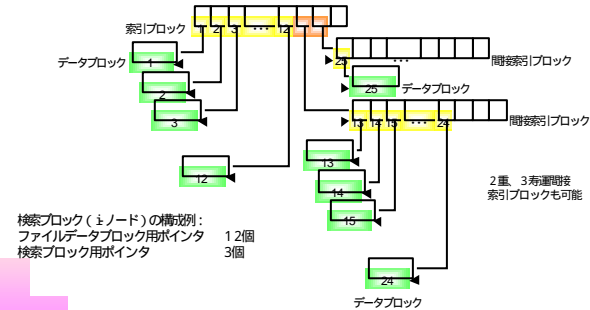 索引ブロック
1 2 3 ... 12
データブロック
1
2
3
12
25 ...
間接索引ブロック
25
データブロック
13 14 15 ... 24
間接索引ブロック
13
14
15
24
データブロック
2重、3寿運間接
索引ブロックも可能
検索ブロック(iノード)の構成例:
ファイルデータブロック用ポインタ 12個
検索ブロック用ポインタ 3個